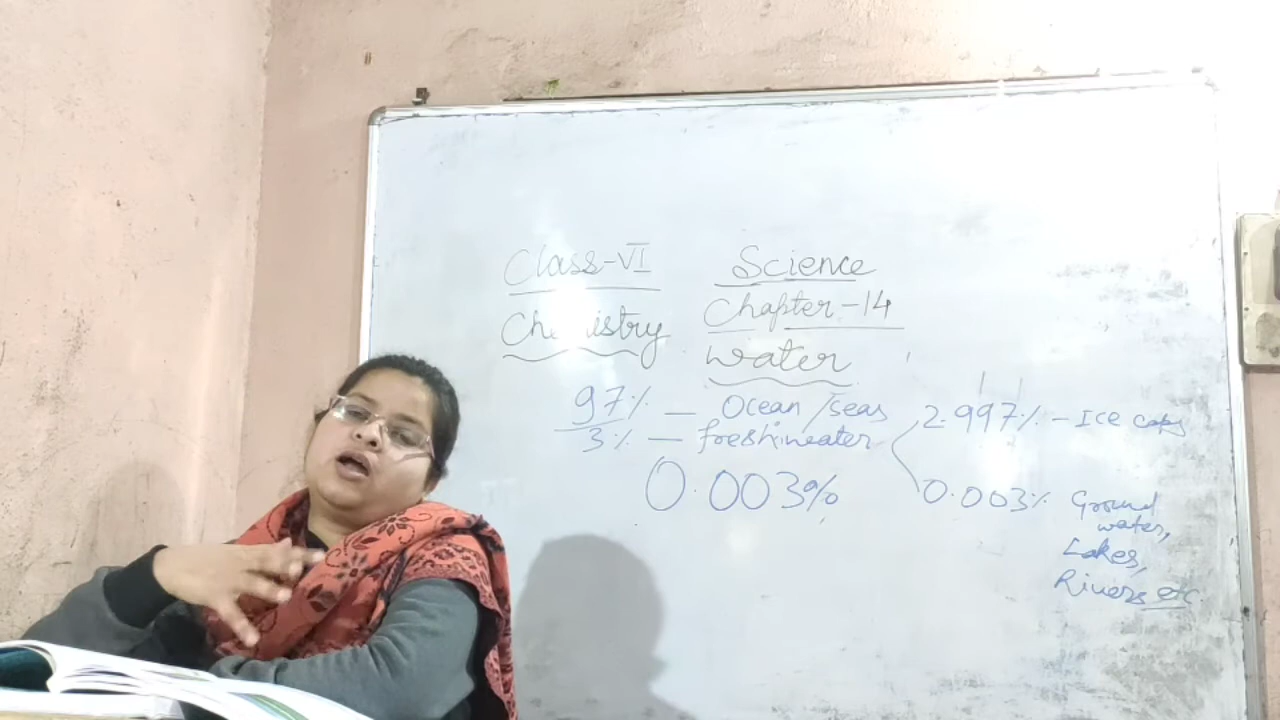 Class-VI Science
Chemistry Chapter-14
Water
97% — Ocean/seas
3% — freshwater
2.997% - Ice caps
0.003%
0.003% Ground
water,
Lakes,
Rivers etc